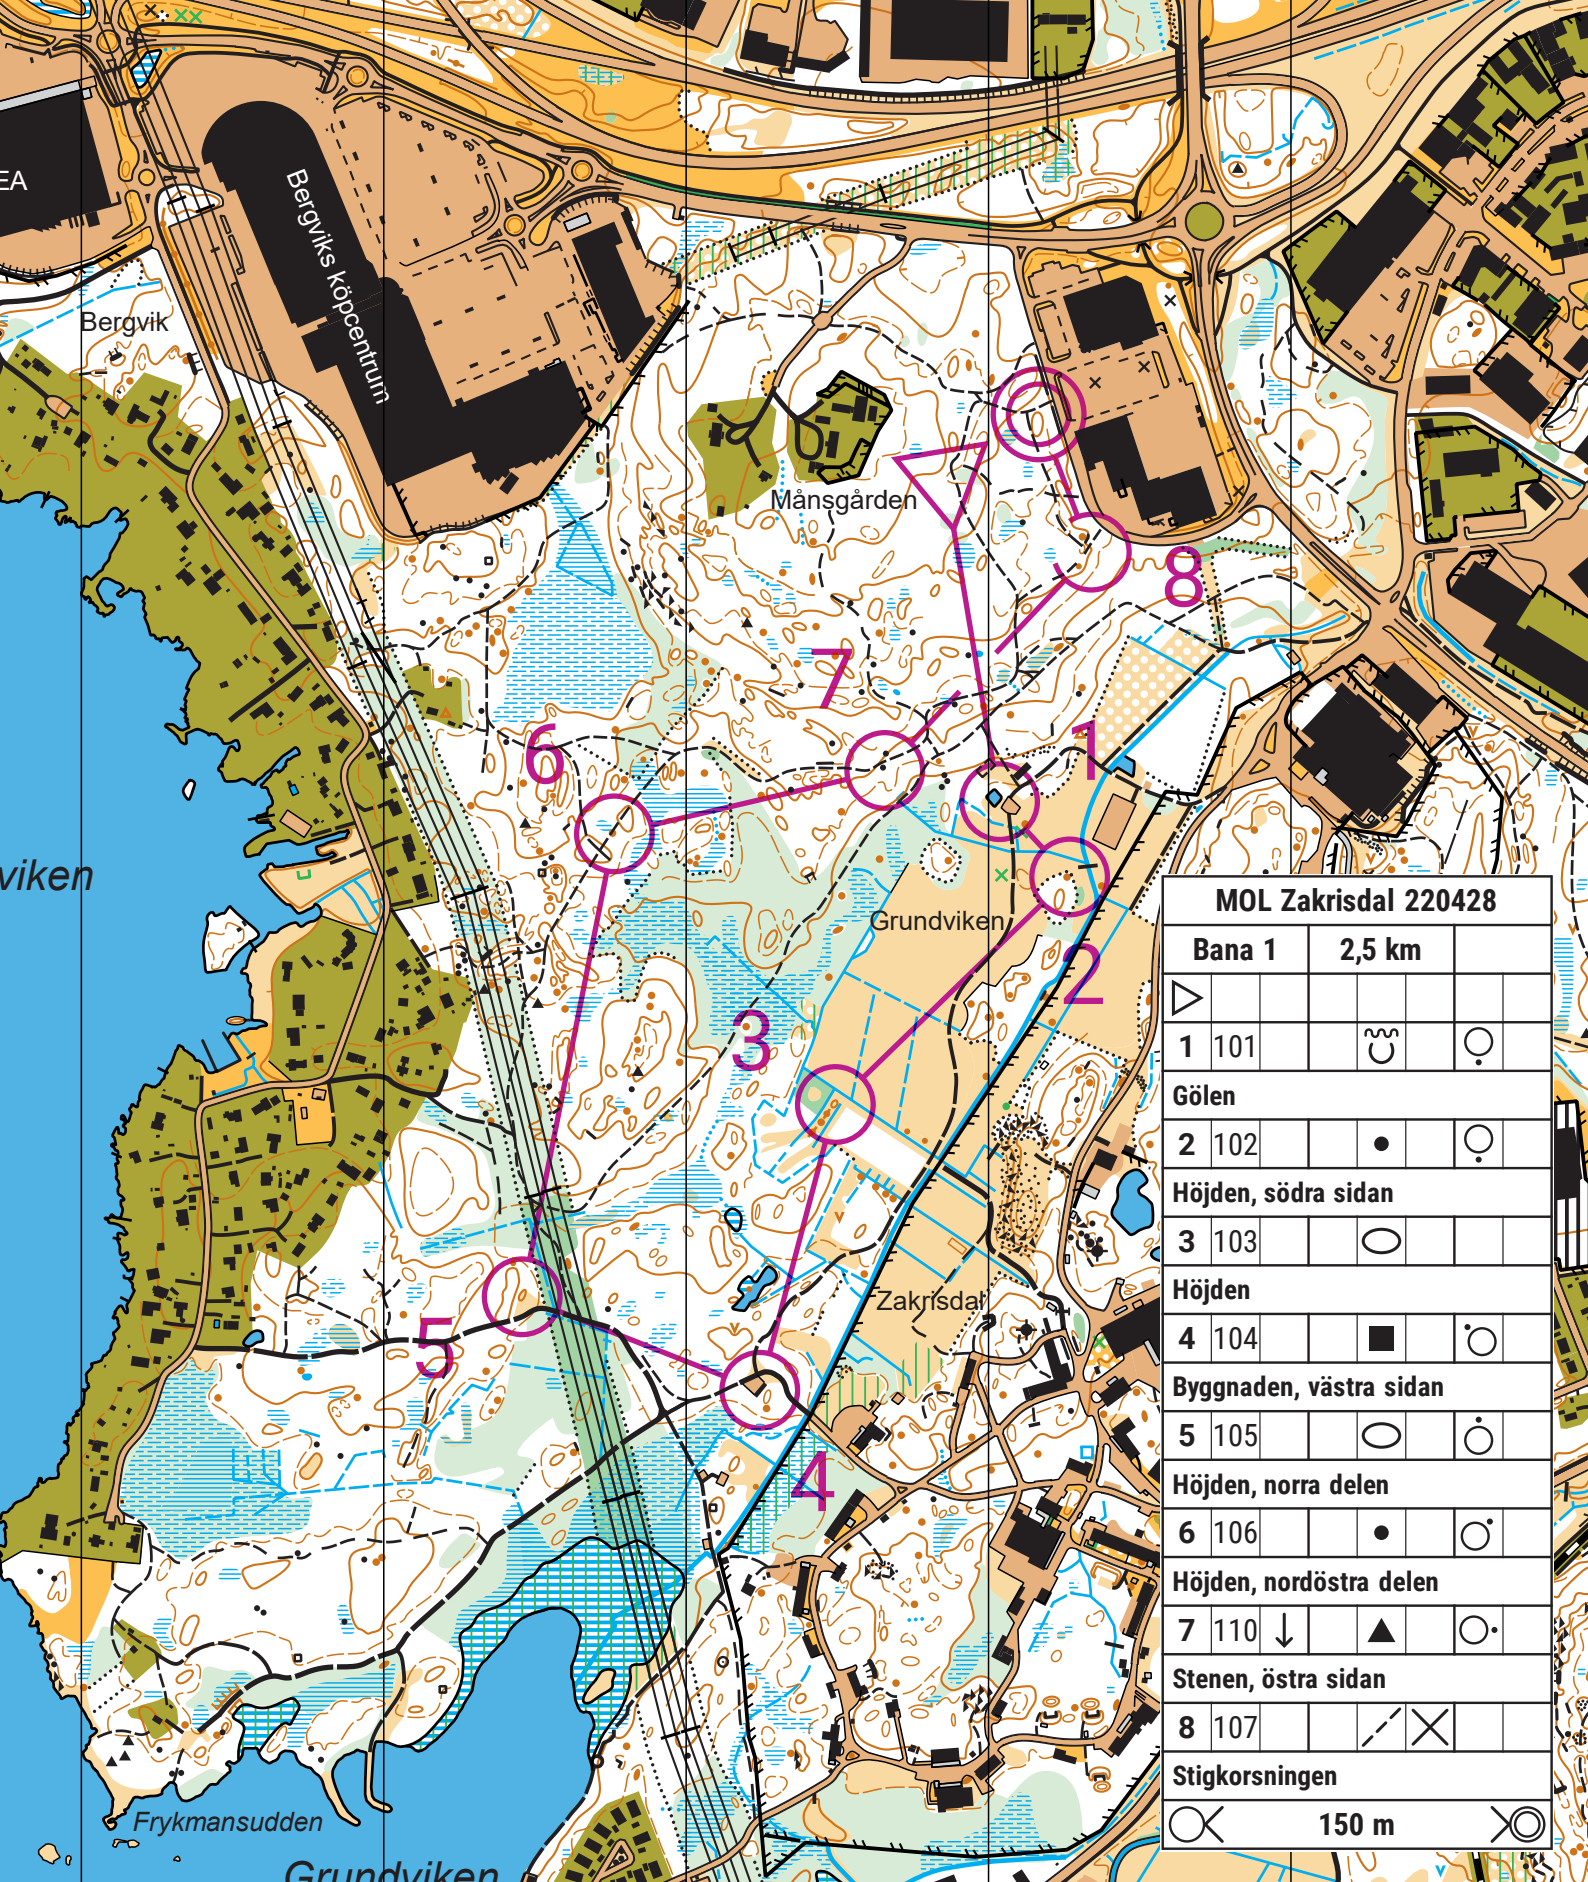 EA
Bergviks köpcentrum
Bergvik
Månsgården
8
7
6
1
viken
Grundviken
2
3
Zakrisdal
5
4
Frykmansudden
Grundviken
MOL Zakrisdal 220428
Bana 1 2,5 km
1 101
Gölen
2 102
Höjden, södra sidan
3 103
Höjden
4 104
Byggnaden, västra sidan
5 105
Höjden, norra delen
6 106
Höjden, nordöstra delen
7 110
Stenen, östra sidan
8 107
Stigkorsningen
150 m